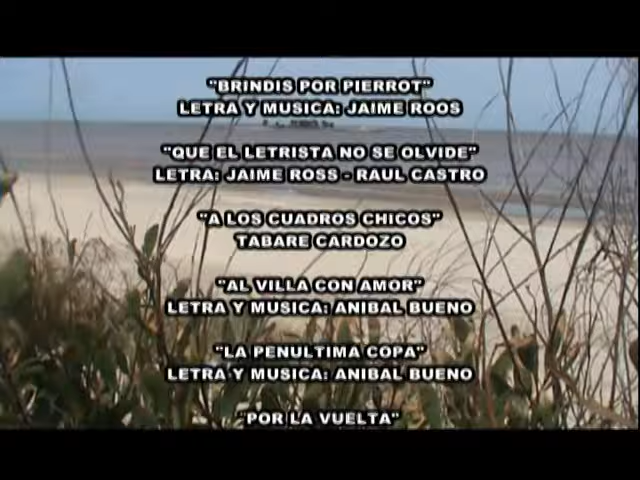 "BRINDIS POR PIERROT"
LETRA Y MUSICA: JAIME ROOS
"QUE EL LETRISTA NO SE OLVIDE"
LETRA: JAIME ROSS - RAUL CASTRO
"A LOS CUADROS CHICOS"
TABARE CARDOZO
"AL VILLA CON AMOR"
LETRA Y MUSICA: ANIBAL BUENO
"LA PENULTIMA COPA"
LETRA Y MUSICA: ANIBAL BUENO
"POR LA VUELTA"